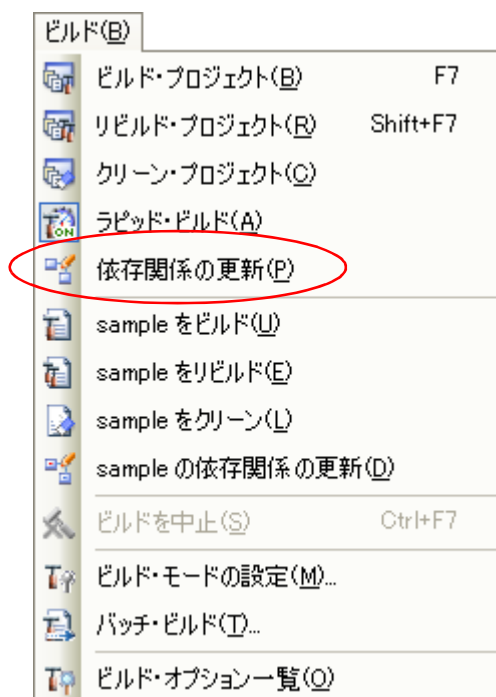 ビルド(B)
ビルド・プロジェクト(B) F7
リビルド・プロジェクト(R) Shift+F7
クリーン・プロジェクト(C)
ON ラピッド・ビルド(A)
依存関係の更新(P)
sample をビルド(U)
sample をリビルド(E)
sample をクリーン(L)
sample の依存関係の更新(D)
ビルドを中止(S) Ctrl+F7
ビルド・モードの設定(M)...
バッチ・ビルド(T)...
ビルド・オプション一覧(O)